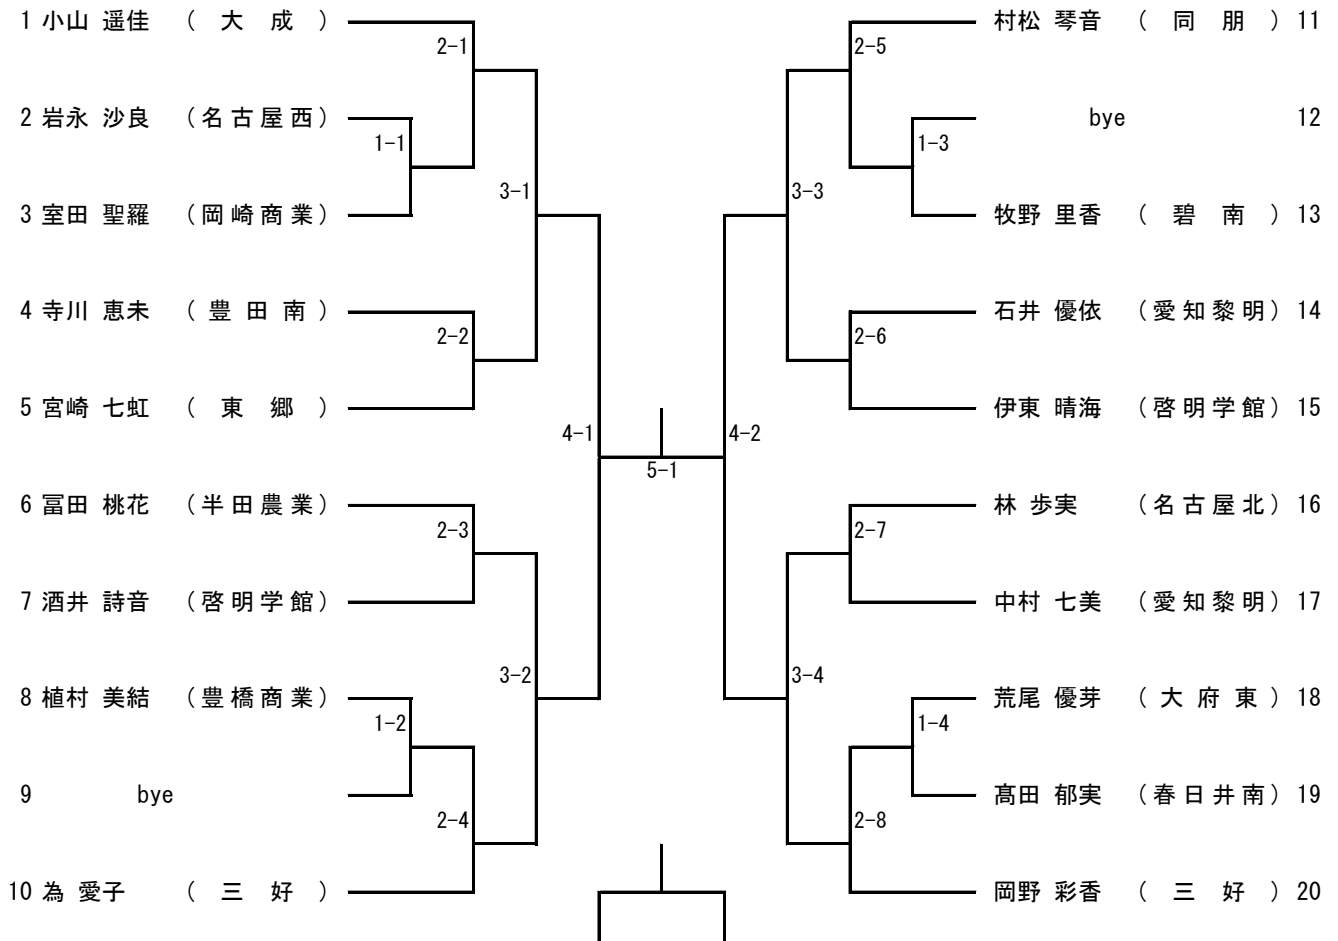 1 小山 遥佳 （ 大 成 ）
2-1
2 岩永 沙良 （名古屋西）
1-1
3 室田 聖羅 （岡崎商業）
3-1
4 寺川 恵未 （ 豊 田 南 ）
2-2
5 宮崎 七虹 （ 東 郷 ）
4-1
6 冨田 桃花 （半田農業）
2-3
7 酒井 詩音 （啓明学館）
3-2
8 植村 美結 （豊橋商業）
1-2
9 bye
2-4
10 為 愛子 （ 三 好 ）
5-1
村松 琴音 （ 同 朋 ） 11
2-5
bye 12
1-3
3-3
牧野 里香 （ 碧 南 ） 13
石井 優依 （愛知黎明） 14
2-6
伊東 晴海 （啓明学館） 15
4-2
林 歩実 （名古屋北） 16
2-7
中村 七美 （愛知黎明） 17
3-4
荒尾 優芽 （ 大 府 東 ） 18
1-4
髙田 郁実 （春日井南） 19
2-8
岡野 彩香 （ 三 好 ） 20